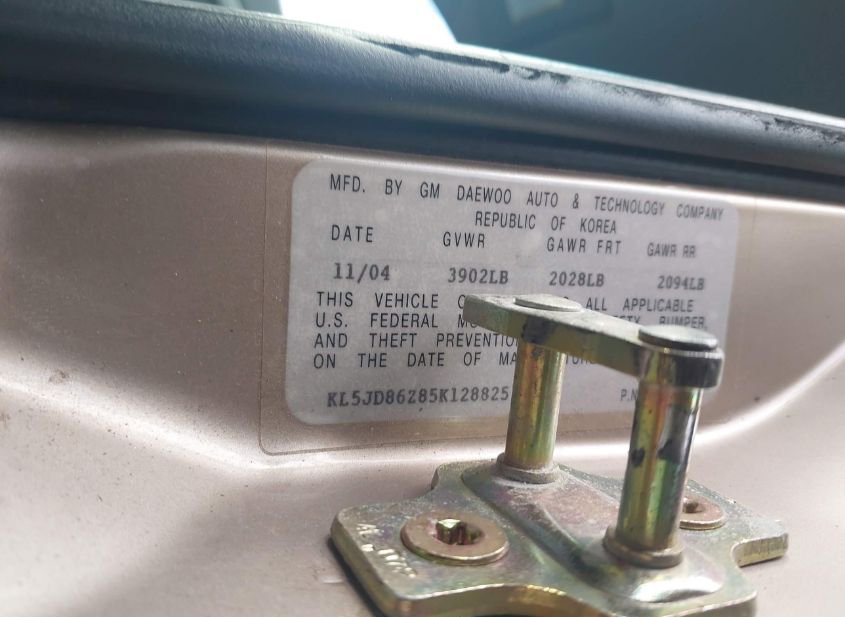 MFD. BY GM DAEWOO AUTO & TECHNOLOGY COMPANY
REPUBLIC OF KOREA
DATE GVWR GAWR FRT GAWR RR
11/04 3902LB 2028LB 2094LB
THIS VEHICLE ALL APPLICABLE
U.S. FEDERAL BUMPER,
AND THEFT
ON THE DATE OF
KL5JD86Z85K128825